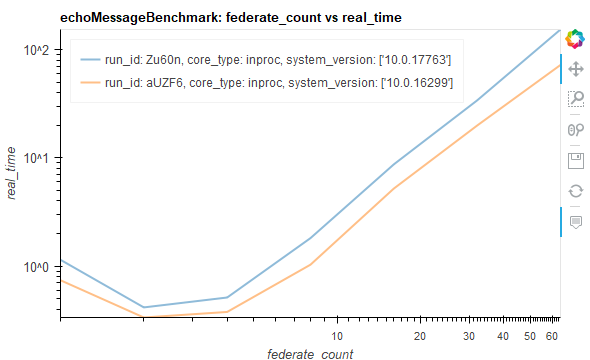 echoMessageBenchmark: federate_count vs real_time
run_id: Zu60n, core_type: inproc, system_version: ['10.0.17763']
run_id: aUZF6, core_type: inproc, system_version: ['10.0.16299']
10^2
10^1
10^0
real_time
10 20 30 40 50 60
federate_count